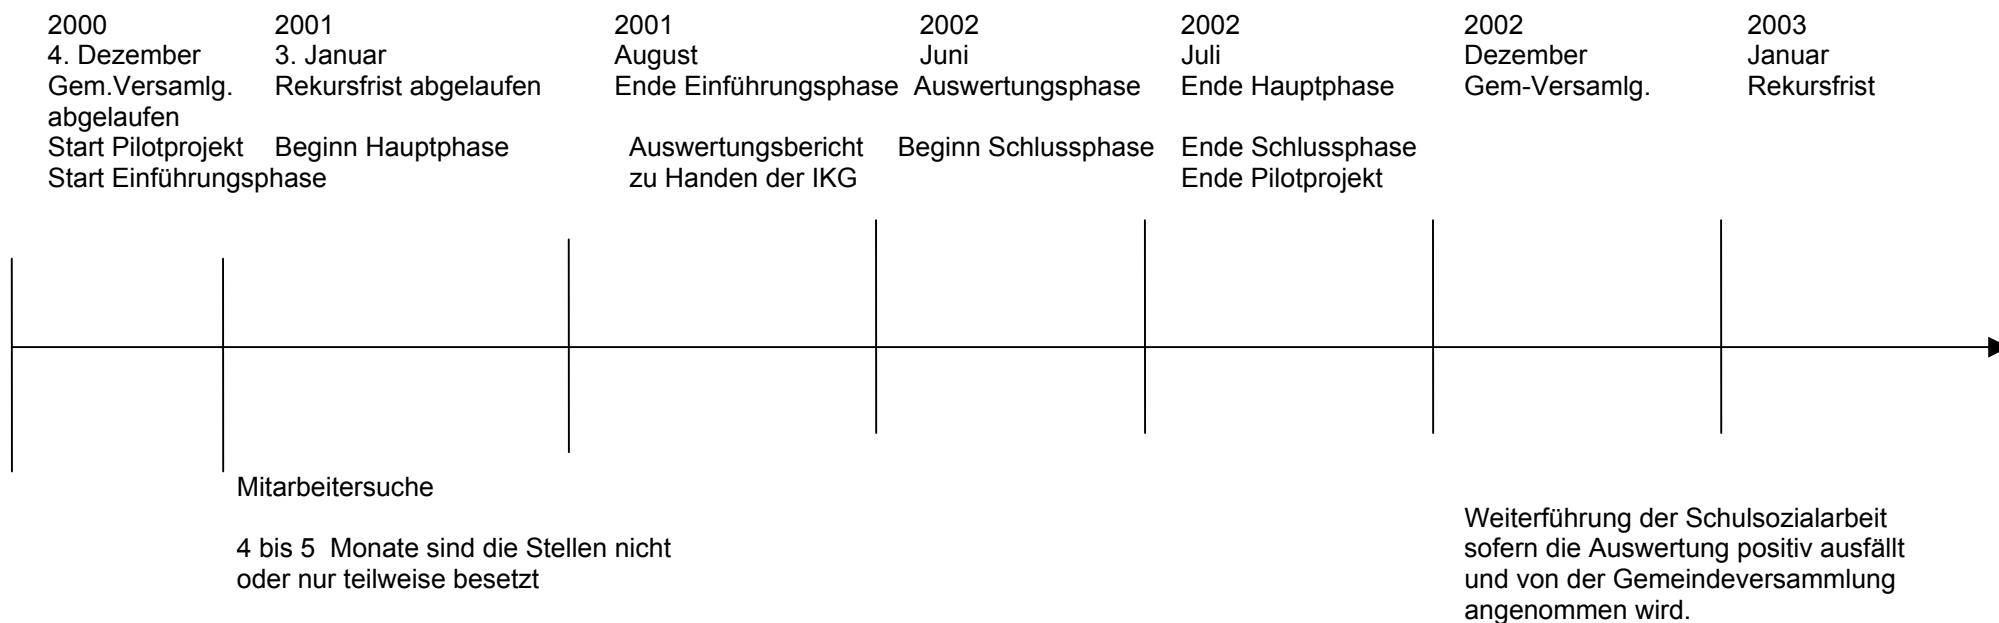 2000
4. Dezember
Gem.Versamlg.
abgelaufen
Start Pilotprojekt
Start Einführungsphase
2001
3. Januar
Rekursfrist abgelaufen
Beginn Hauptphase
2001
August
Ende Einführungsphase
Auswertungsbericht
zu Handen der IKG
2002
Juni
Auswertungsphase
Beginn Schlussphase
2002
Juli
Ende Hauptphase
Ende Schlussphase
Ende Pilotprojekt
2002
Dezember
Gem-Versamlg.
2003
Januar
Rekursfrist
Mitarbeitersuche
4 bis 5  Monate sind die Stellen nicht
oder nur teilweise besetzt
Weiterführung der Schulsozialarbeit
sofern die Auswertung positiv ausfällt
und von der Gemeindeversammlung
angenommen wird.